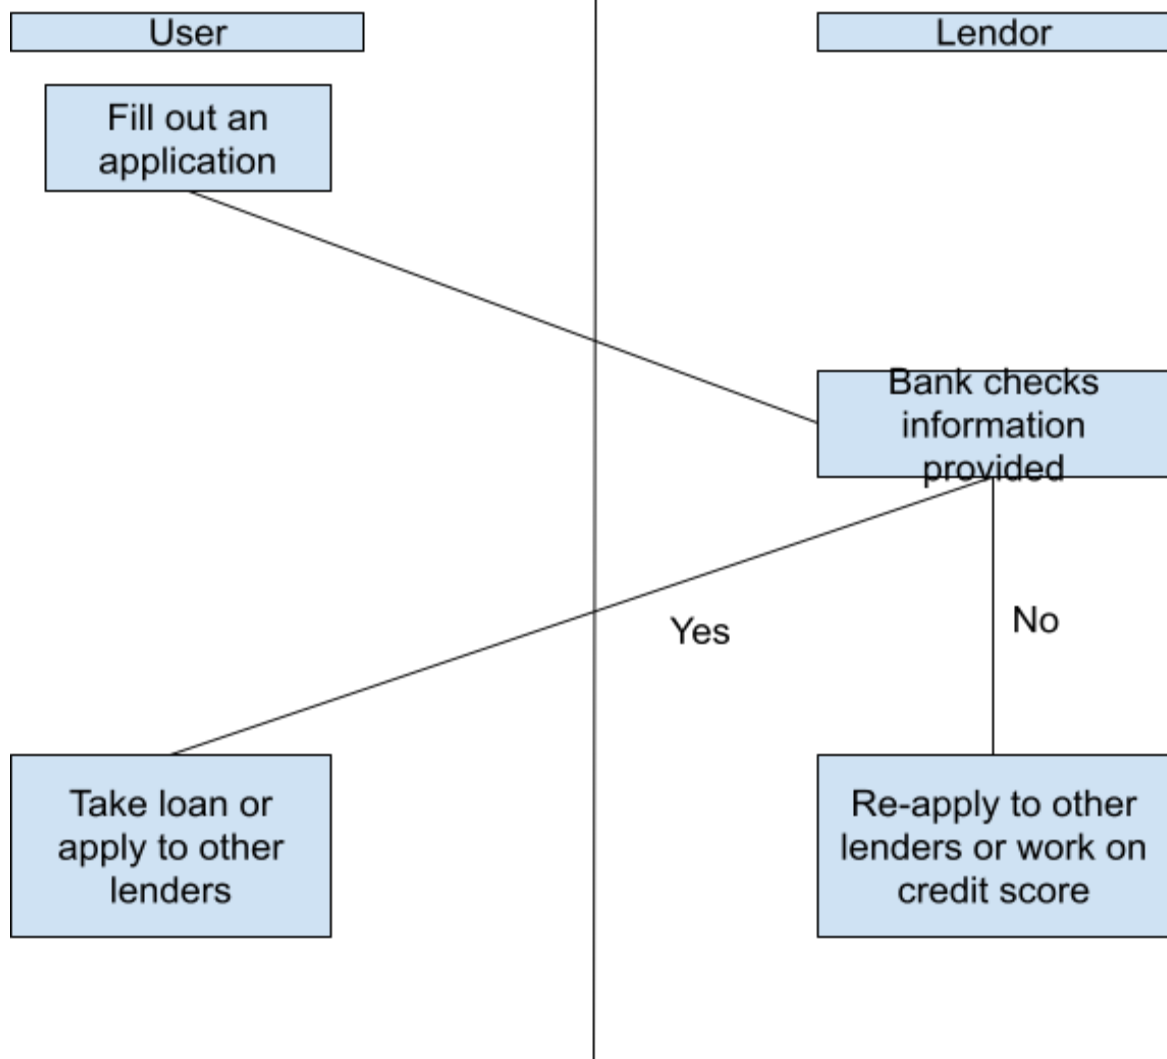 User
Lendor
Fill out an
application
Bank checks
information
provided
Yes
No
Take loan or
apply to other
lenders
Re-apply to other
lenders or work on
credit score